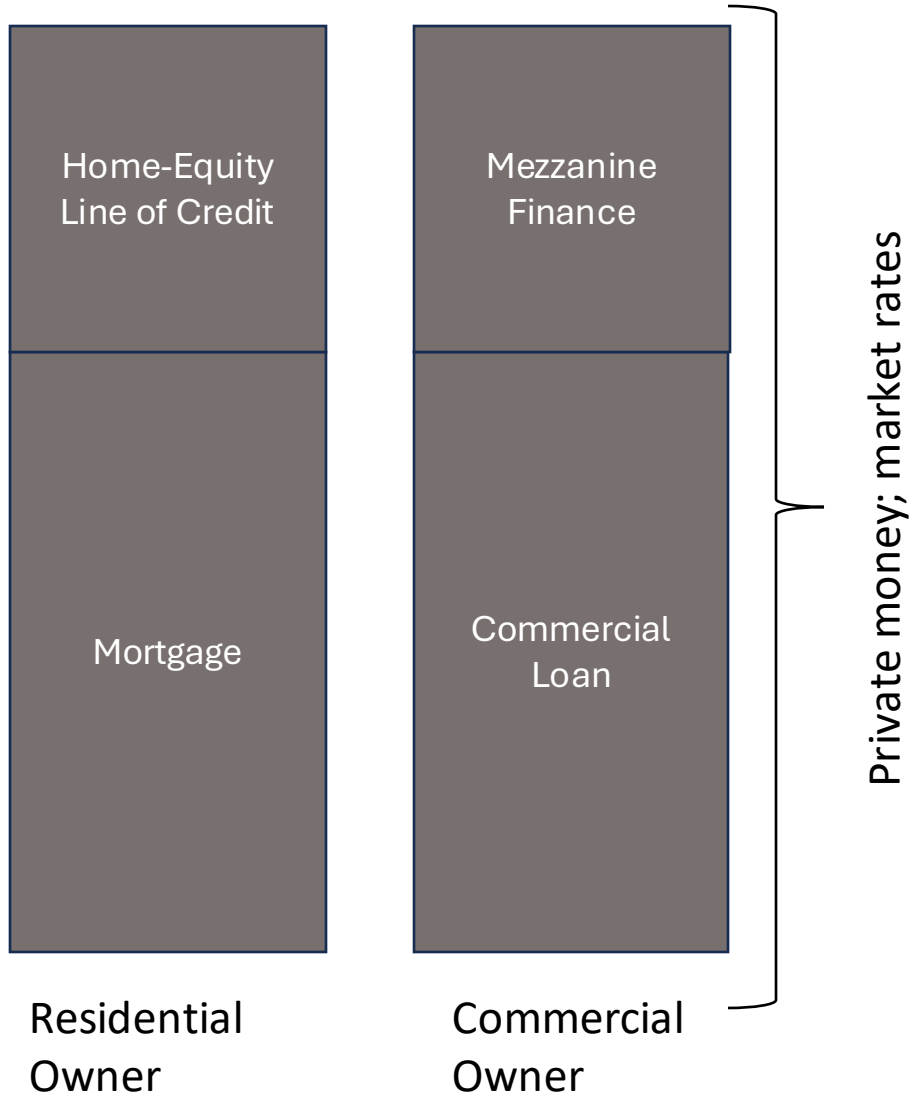 Home-Equity
Line of Credit
Mortgage
Residential
Owner
Mezzanine
Finance
Commercial
Loan
Commercial
Owner
Private money; market rates